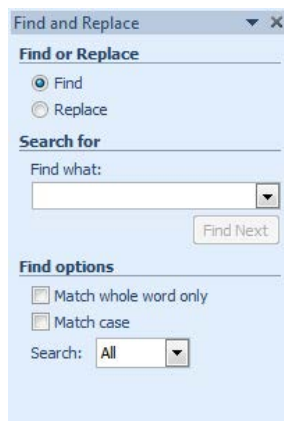 Find and Replace
Find or Replace
Find
Replace
Search for
Find what:
Find Next
Find options
Match whole word only
Match case
Search: All